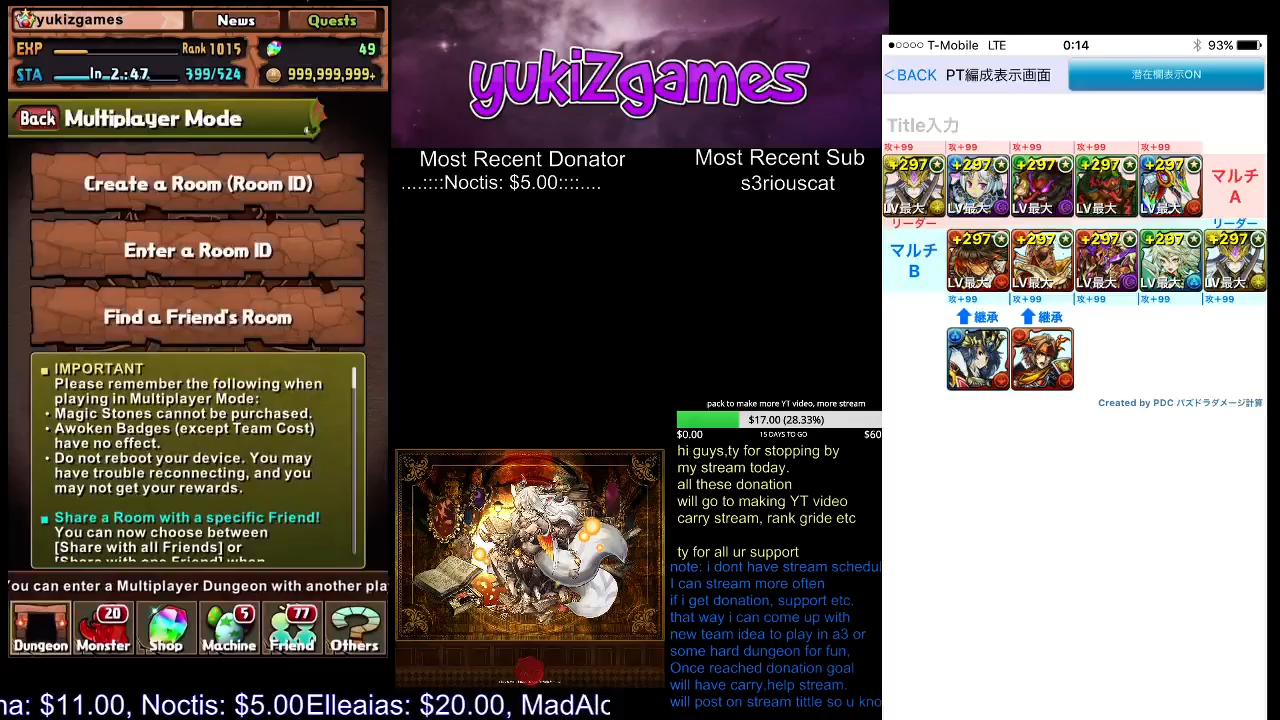 yukizgames
News
Quests
EXP
Rank 1015
49
STA
In 2:47
399/524
999,999,999+
Back
Multiplayer Mode
Create a Room (Room ID)
Enter a Room ID
Find a Friend's Room
IMPORTANT
Please remember the following when
playing in Multiplayer Mode:
Magic Stones cannot be purchased.
Awoken Badges (except Team Cost)
have no effect.
Do not reboot your device. You may
have trouble reconnecting, and you
may not get your rewards.
Share a Room with a specific Friend!
You can now choose between
[Share with all Friends] or
[Share with one Friend] when
You can enter a Multiplayer Dungeon with another pla
Dungeon
20
Monster
Shop
5
Machine
77
Friend
Others
na: $11.00, Noctis: $5.00Elleaias: $20.00, MadAlc
yukiZgames
Most Recent Donator
....::::Noctis: $5.00::::....
Most Recent Sub
s3riouscat
pack to make more YT video, more stream
$17.00 (28.33%)
$0.00
15 DAYS TO GO
$60
hi guys,ty for stopping by
my stream today.
all these donation
will go to making YT video
carry stream, rank gride etc
ty for all ur support
note: i dont have stream schedul
I can stream more often
if i get donation, support etc.
that way i can come up with
new team idea to play in a3 or
some hard dungeon for fun,
Once reached donation goal
will have carry,help stream.
will post on stream tittle so u kno
T-Mobile LTE
0:14
93%
<BACK
PT編成表示画面
潜在欄表示ON
Title入力
攻+99 攻+99 攻+99 攻+99 攻+99
+297 +297 +297 +297 +297
LV最大 LV最大 LV最大 LV最大 LV最大
マルチ
A
リーダー
リーダー
マルチ
B
+297 +297 +297 +297 +297
LV最大 LV最大 LV最大 LV最大 LV最大
攻+99 攻+99 攻+99 攻+99 攻+99
継承 継承
Created by PDC パズドラダメージ計算